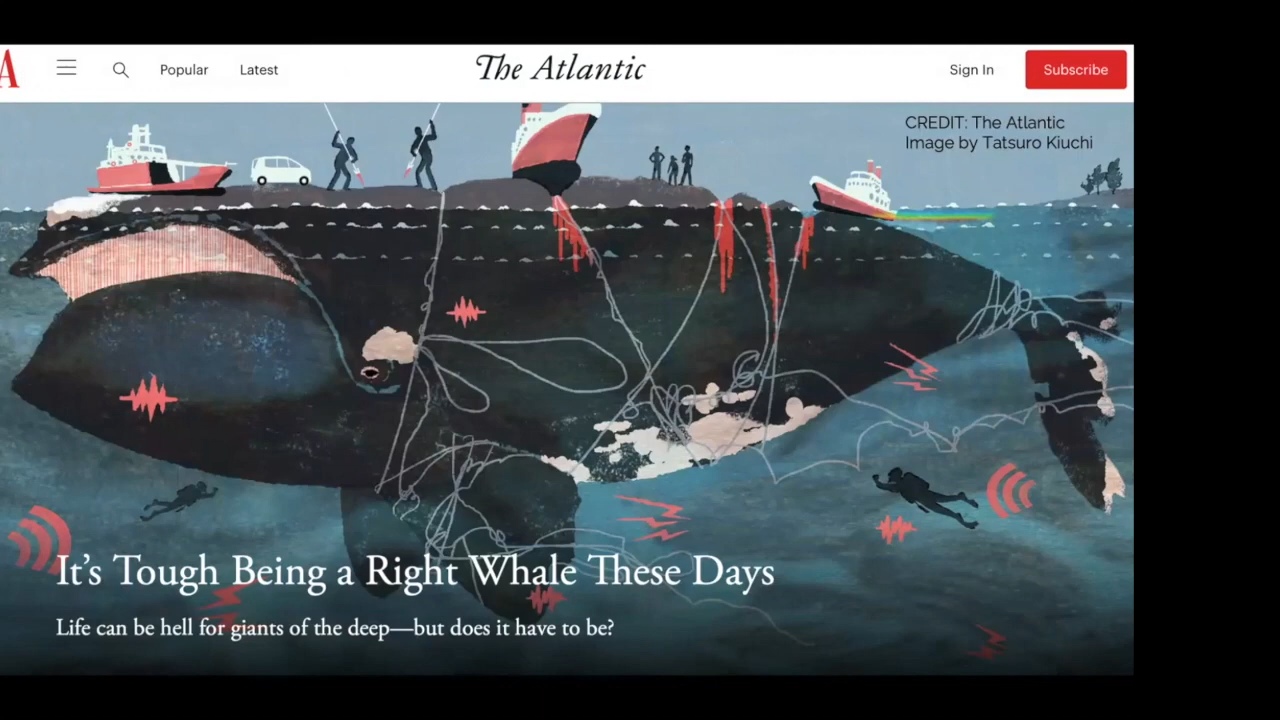 A
Popular
Latest
The Atlantic
Sign In
Subscribe
CREDIT: The Atlantic
Image by Tatsuro Kiuchi
It’s Tough Being a Right Whale These Days
Life can be hell for giants of the deep—but does it have to be?